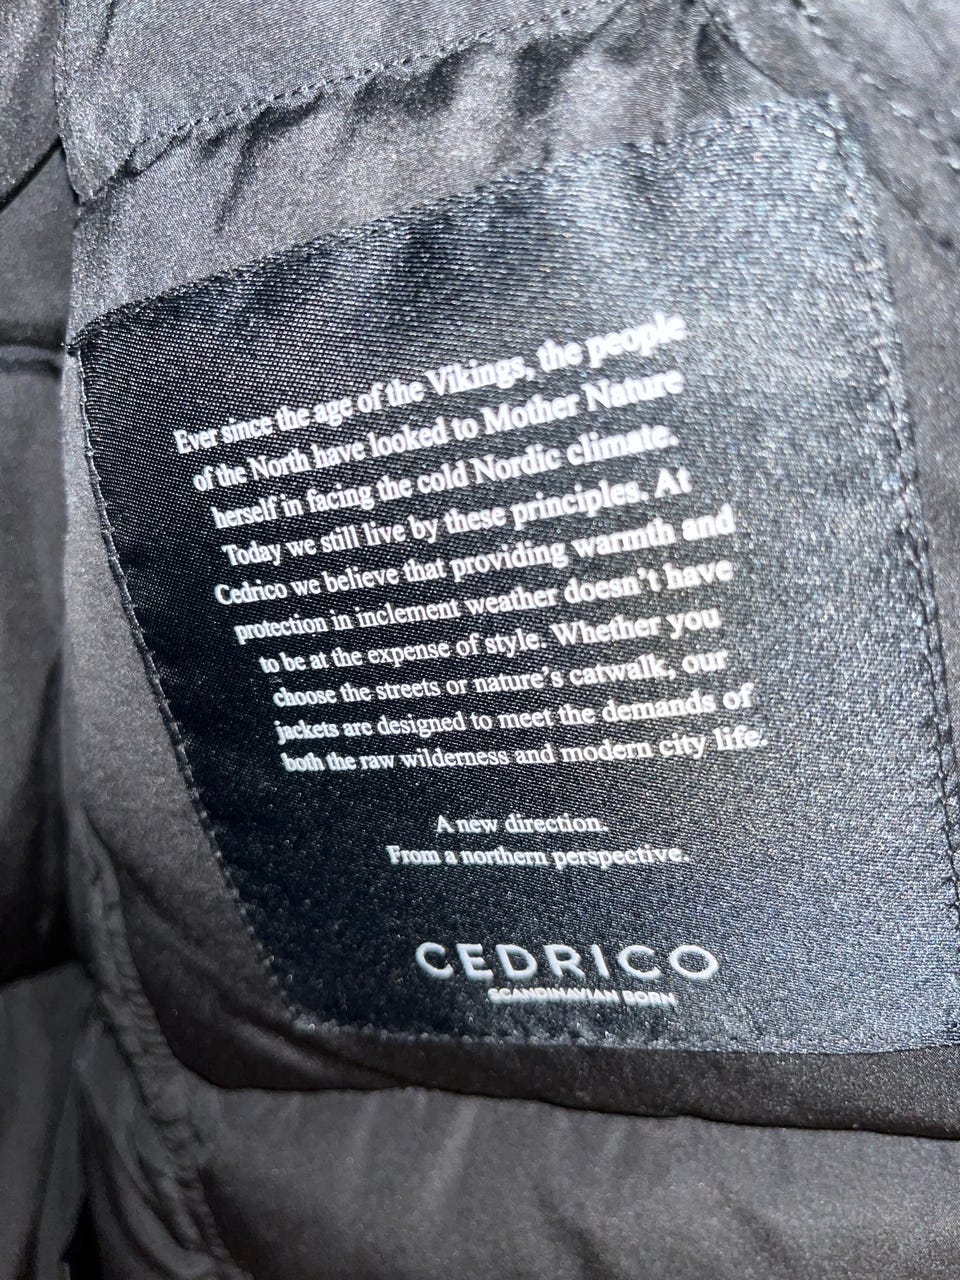 Ever since the age of the Vikings, the people
of the North have looked to Mother Nature
herself in facing the cold Nordic climate.
Today we still live by these principles. At
Cedrico we believe that providing warmth and
protection in inclement weather doesn't have
to be at the expense of style. Whether you
choose the streets or nature's catwalk, our
jackets are designed to meet the demands of
both the raw wilderness and modern city life.
A new direction.
From a northern perspective.
CEDRICO
SCANDINAVIAN BORN